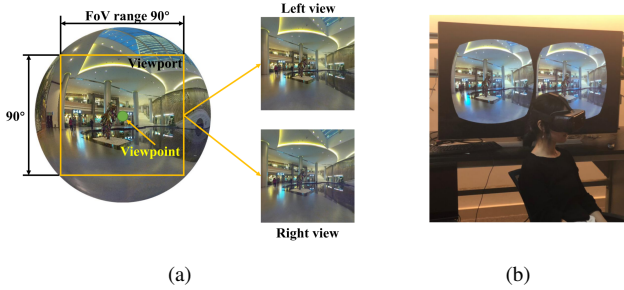 FoV range 90°
Left view
Viewport
90°
Viewpoint
Right view
(a)
(b)